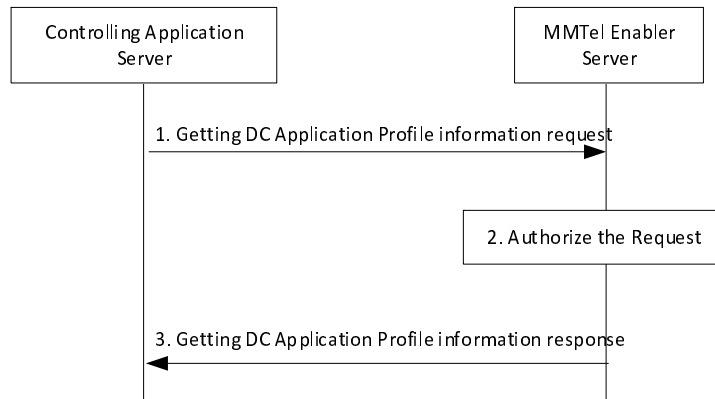 Controlling Application
Server
MMTel Enabler
Server
1. Getting DC Application Profile information request
2. Authorize the Request
3. Getting DC Application Profile information response